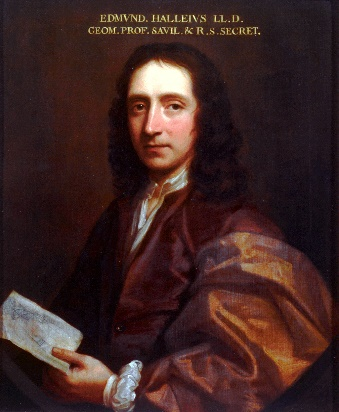 EDMVND. HALLEIVS LL.D.
GEOM. PROF. SAVIL. & R. S. SECRET.